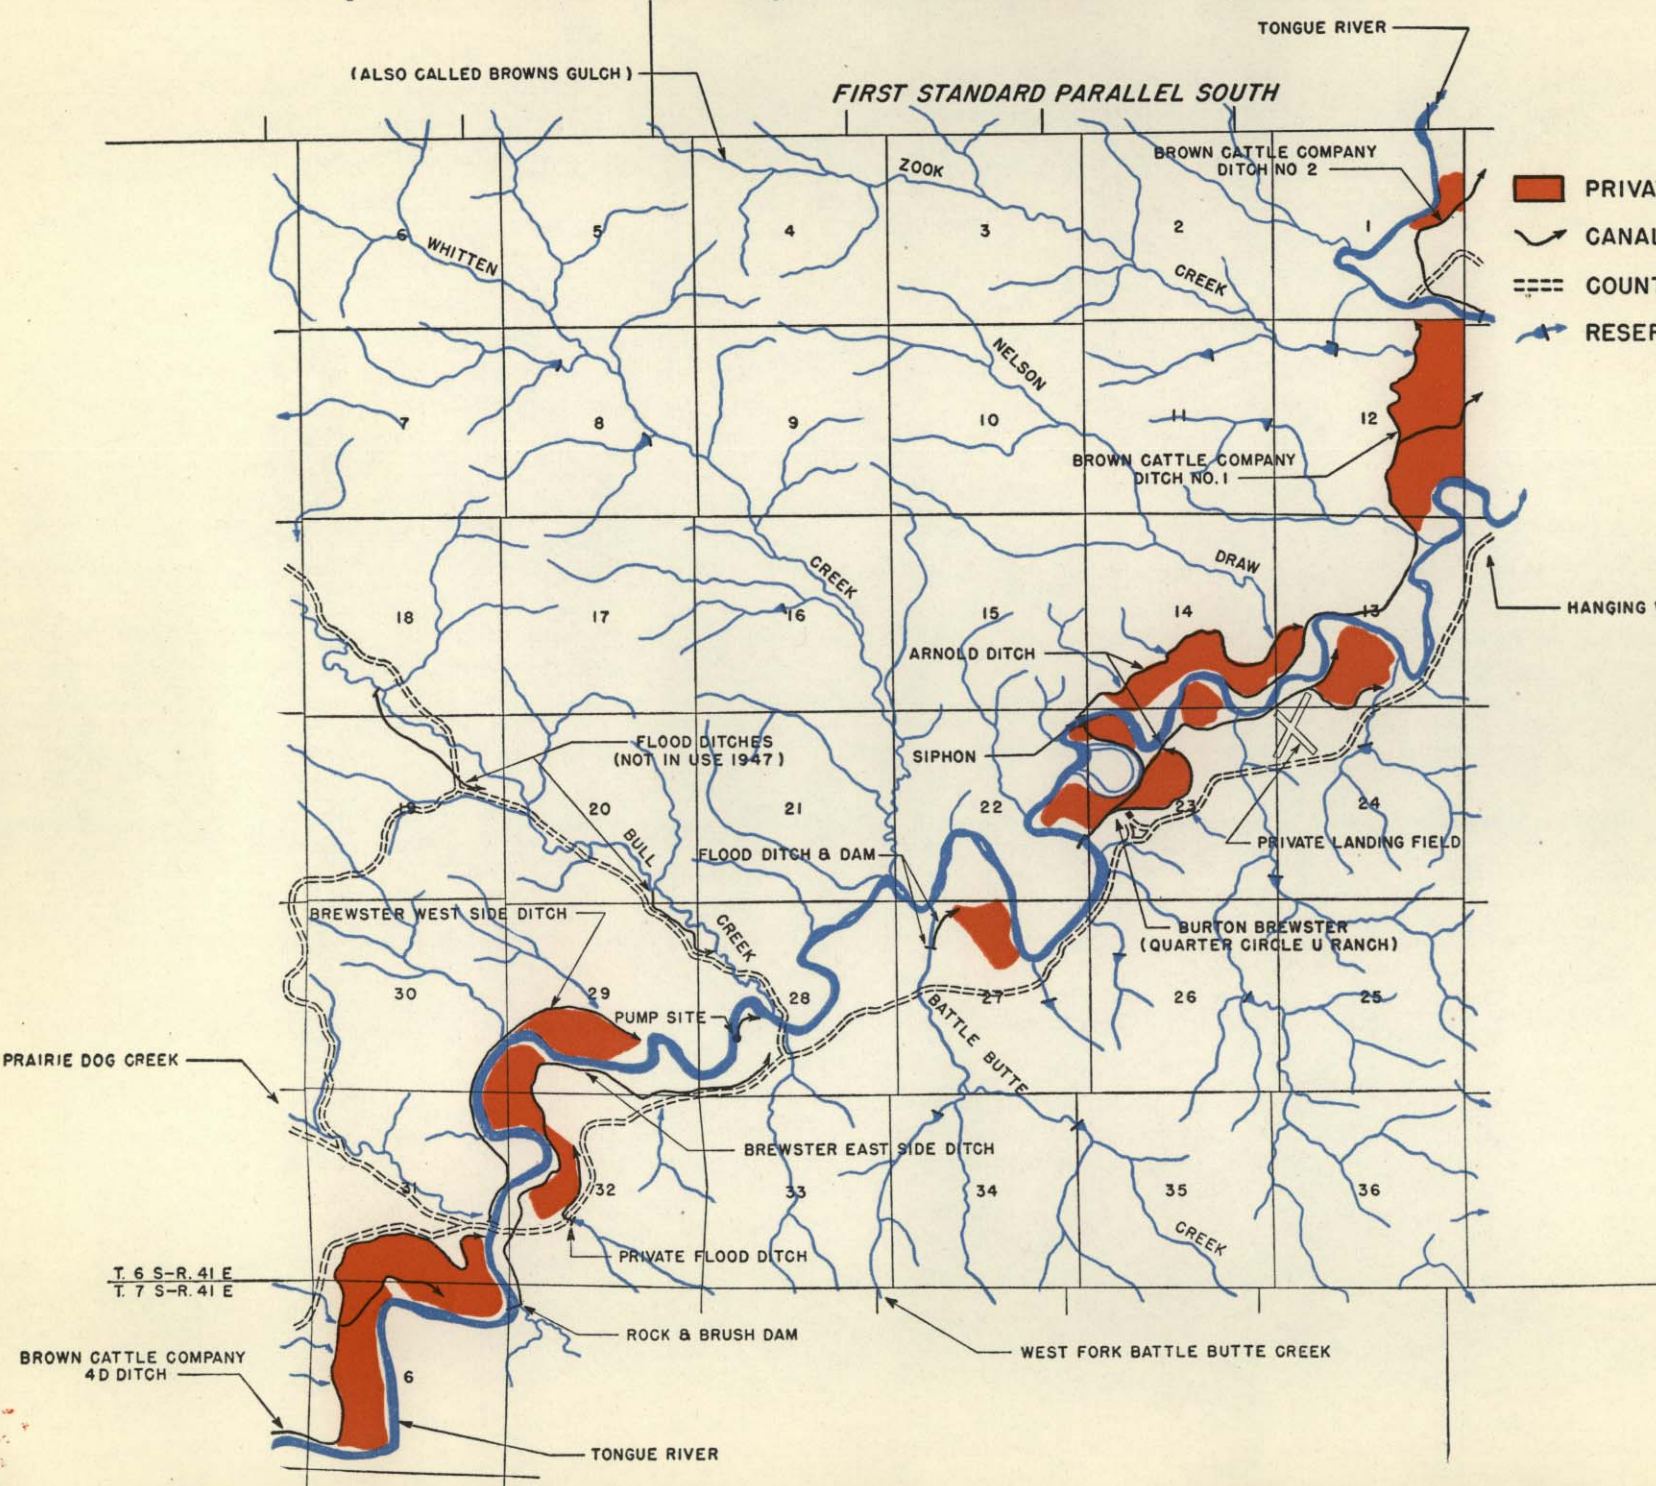 TONGUE RIVER
(ALSO CALLED BROWNS GULCH)
FIRST STANDARD PARALLEL SOUTH
BROWN CATTLE COMPANY
DITCH NO 2
ZOOK
PRIVA
CANAL
COUNT
RESER
6
5
4
3
2
1
WHITTEN
CREEK
NELSON
7
8
9
10
11
12
BROWN CATTLE COMPANY
DITCH NO. 1
CREEK
DRAW
18
17
16
15
14
13
HANGING
ARNOLD DITCH
FLOOD DITCHES
(NOT IN USE 1947)
SIPHON
19
20
21
22
23
24
BULL
FLOOD DITCH & DAM
PRIVATE LANDING FIELD
BREWSTER WEST SIDE DITCH
CREEK
BURTON BREWSTER
(QUARTER CIRCLE U RANCH)
30
29
28
27
26
25
PUMP SITE
BATTLE BUTTE
PRAIRIE DOG CREEK
BREWSTER EAST SIDE DITCH
31
32
33
34
35
36
CREEK
PRIVATE FLOOD DITCH
T. 6 S-R. 41 E
T. 7 S-R. 41 E
ROCK & BRUSH DAM
WEST FORK BATTLE BUTTE CREEK
BROWN CATTLE COMPANY
4D DITCH
6
TONGUE RIVER